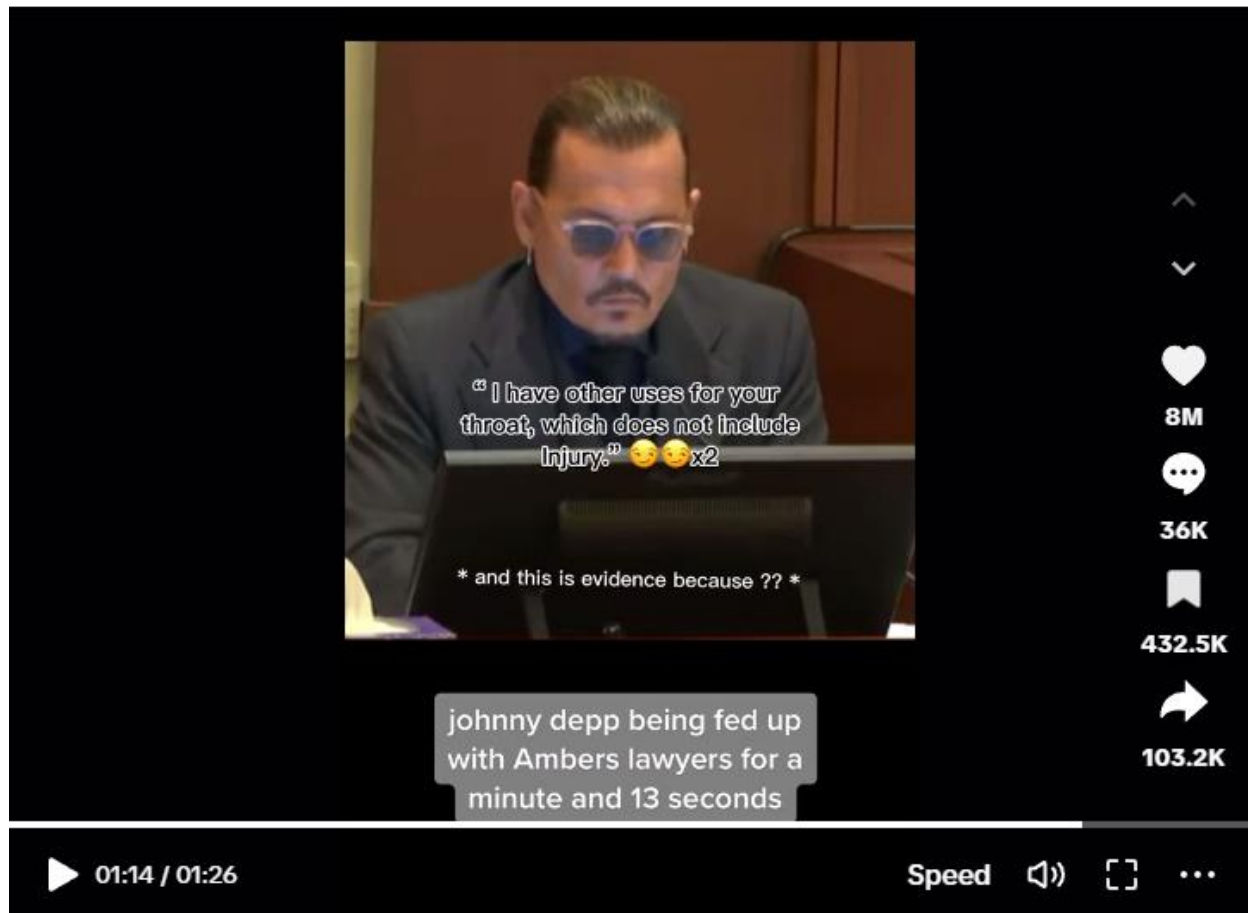 “ I have other uses for your
throat, which does not include
Injury.” 😏😏x2
* and this is evidence because ?? *
8M
36K
432.5K
103.2K
johnny depp being fed up
with Ambers lawyers for a
minute and 13 seconds
01:14 / 01:26
Speed